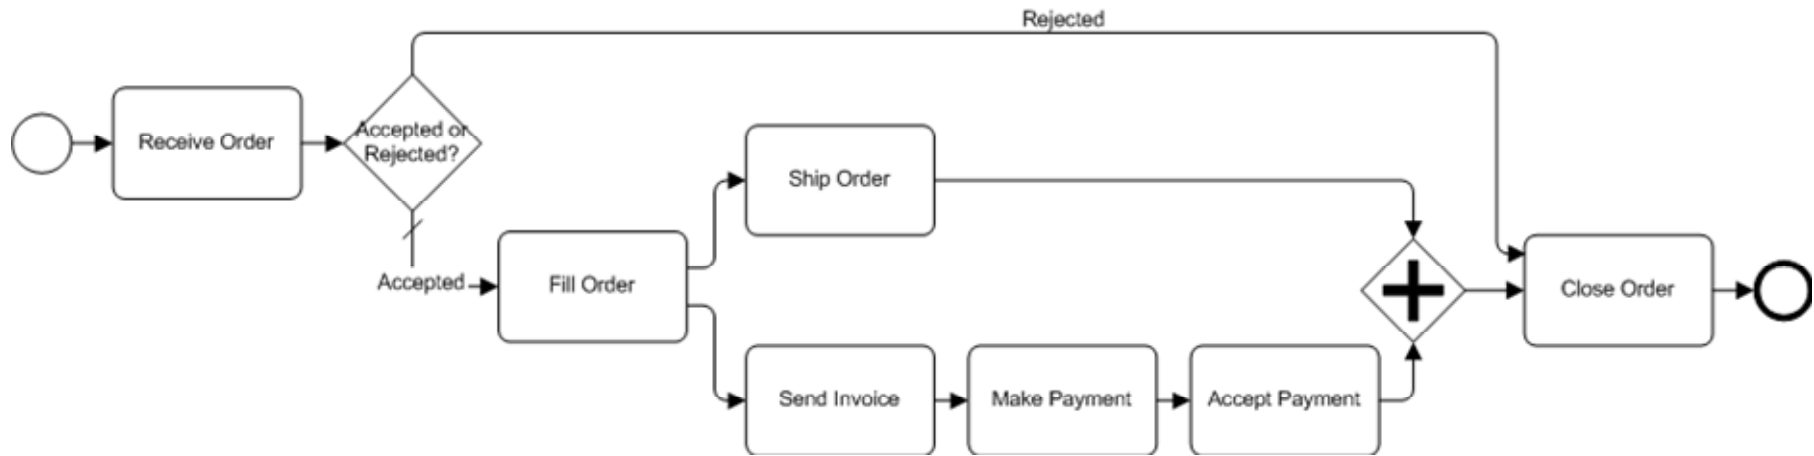 Rejected
Receive Order
Accepted or
Rejected?
Ship Order
Accepted
Fill Order
Close Order
Send Invoice
Make Payment
Accept Payment